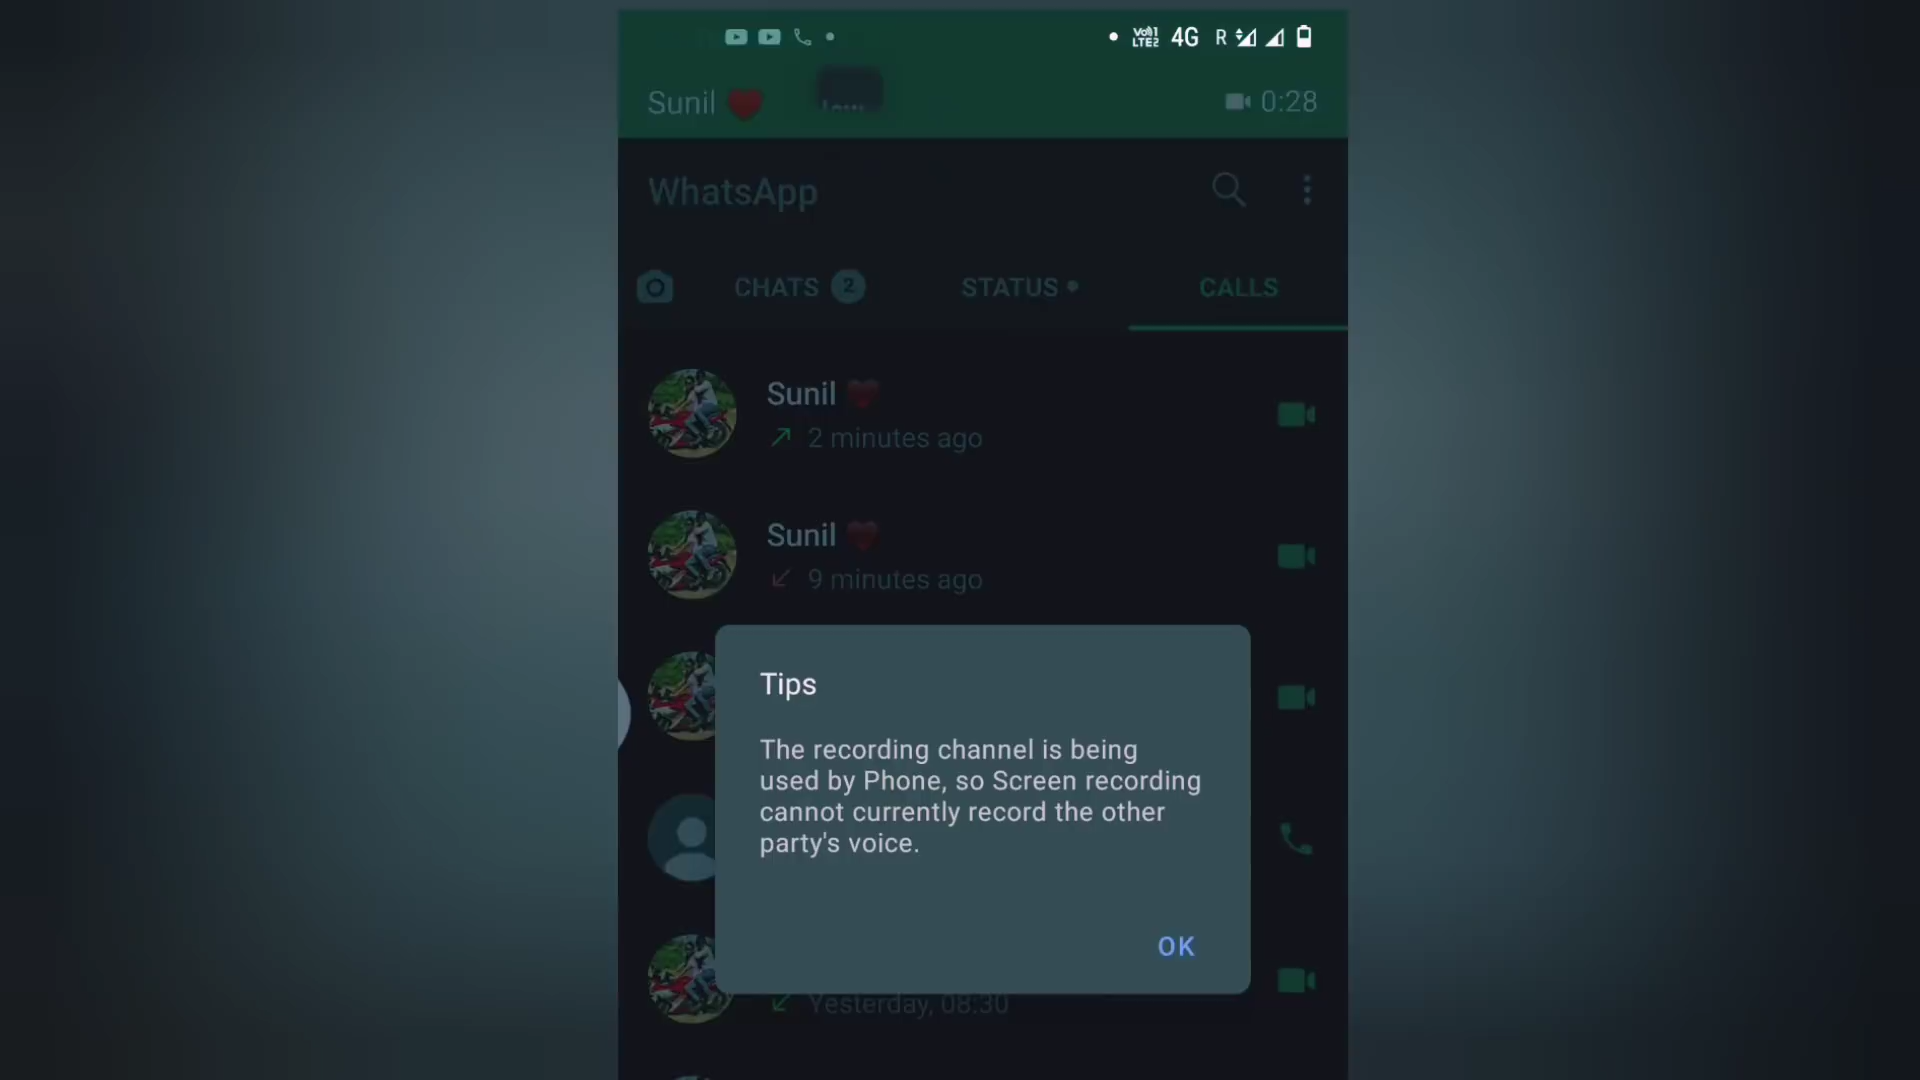 Vo1 LTE2 4G R
Sunil ❤️ 0:28
WhatsApp
CHATS 2 STATUS • CALLS
Sunil ❤️
2 minutes ago
Sunil ❤️
9 minutes ago
Tips
The recording channel is being
used by Phone, so Screen recording
cannot currently record the other
party's voice.
OK
Yesterday, 08:30